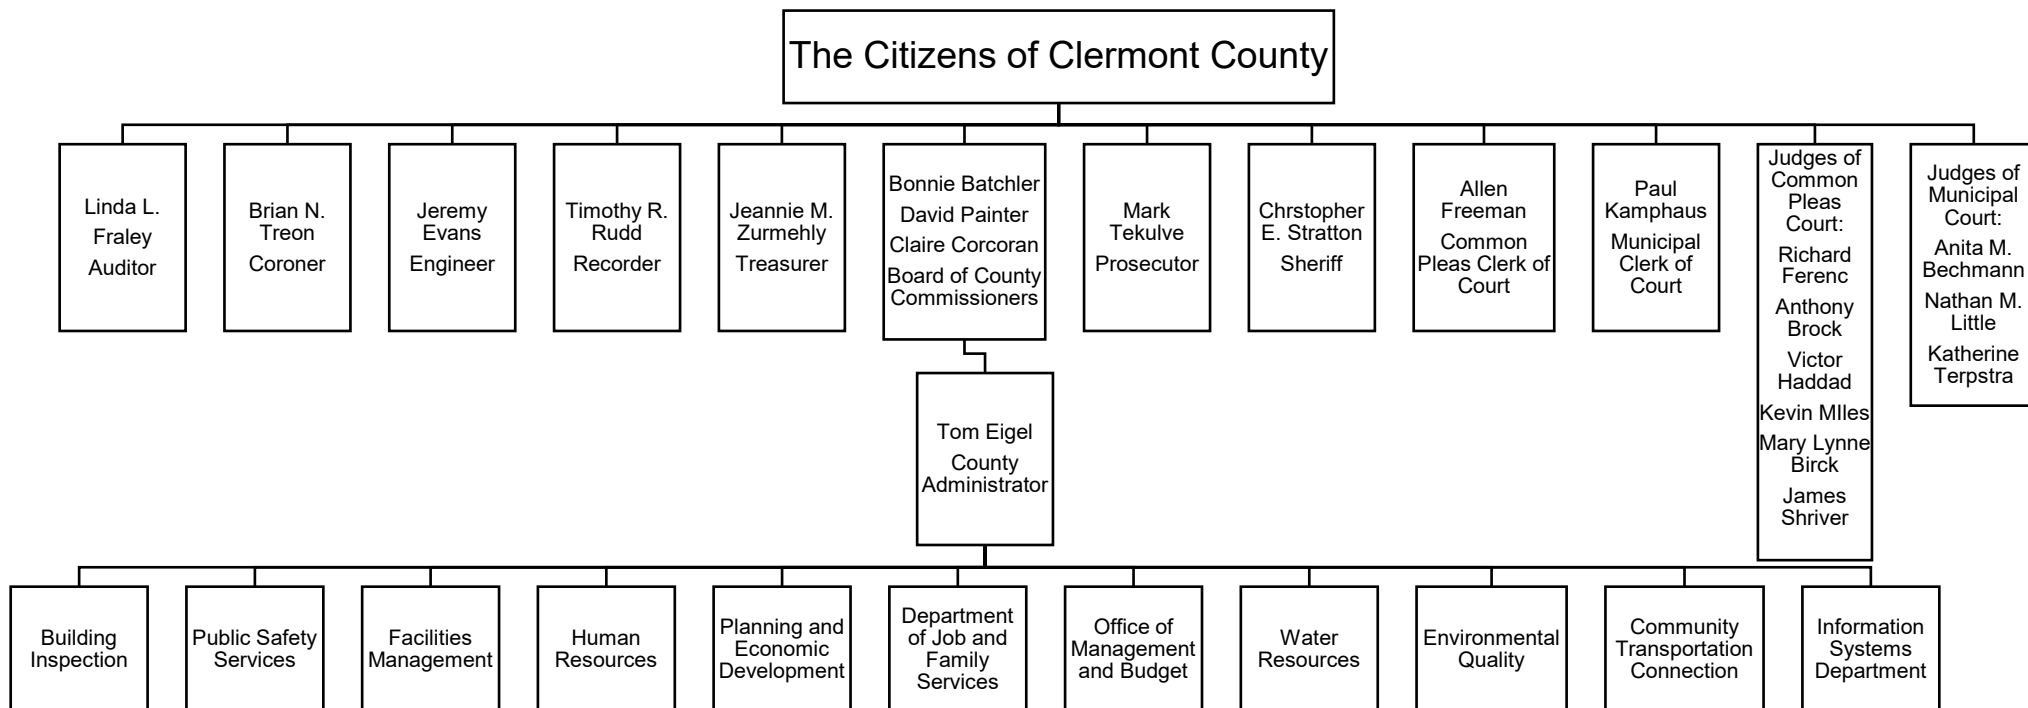 The Citizens of Clermont County
Linda L.
Fraley
Auditor
Brian N.
Treon
Coroner
Jeremy
Evans
Engineer
Timothy R.
Rudd
Recorder
Jeannie M.
Zurmehly
Treasurer
Bonnie Batchler
David Painter
Claire Corcoran
Board of County
Commissioners
Mark
Tekulve
Prosecutor
Chrstopher
E. Stratton
Sheriff
Allen
Freeman
Common
Pleas Clerk of
Court
Paul
Kamphaus
Municipal
Clerk of
Court
Judges of
Common
Pleas
Court:
Richard
Ferenc
Anthony
Brock
Victor
Haddad
Kevin MIles
Mary Lynne
Birck
James
Shriver
Judges of
Municipal
Court:
Anita M.
Bechmann
Nathan M.
Little
Katherine
Terpstra
Tom Eigel
County
Administrator
Building
Inspection
Public Safety
Services
Facilities
Management
Human
Resources
Planning and
Economic
Development
Department
of Job and
Family
Services
Office of
Management
and Budget
Water
Resources
Environmental
Quality
Community
Transportation
Connection
Information
Systems
Department